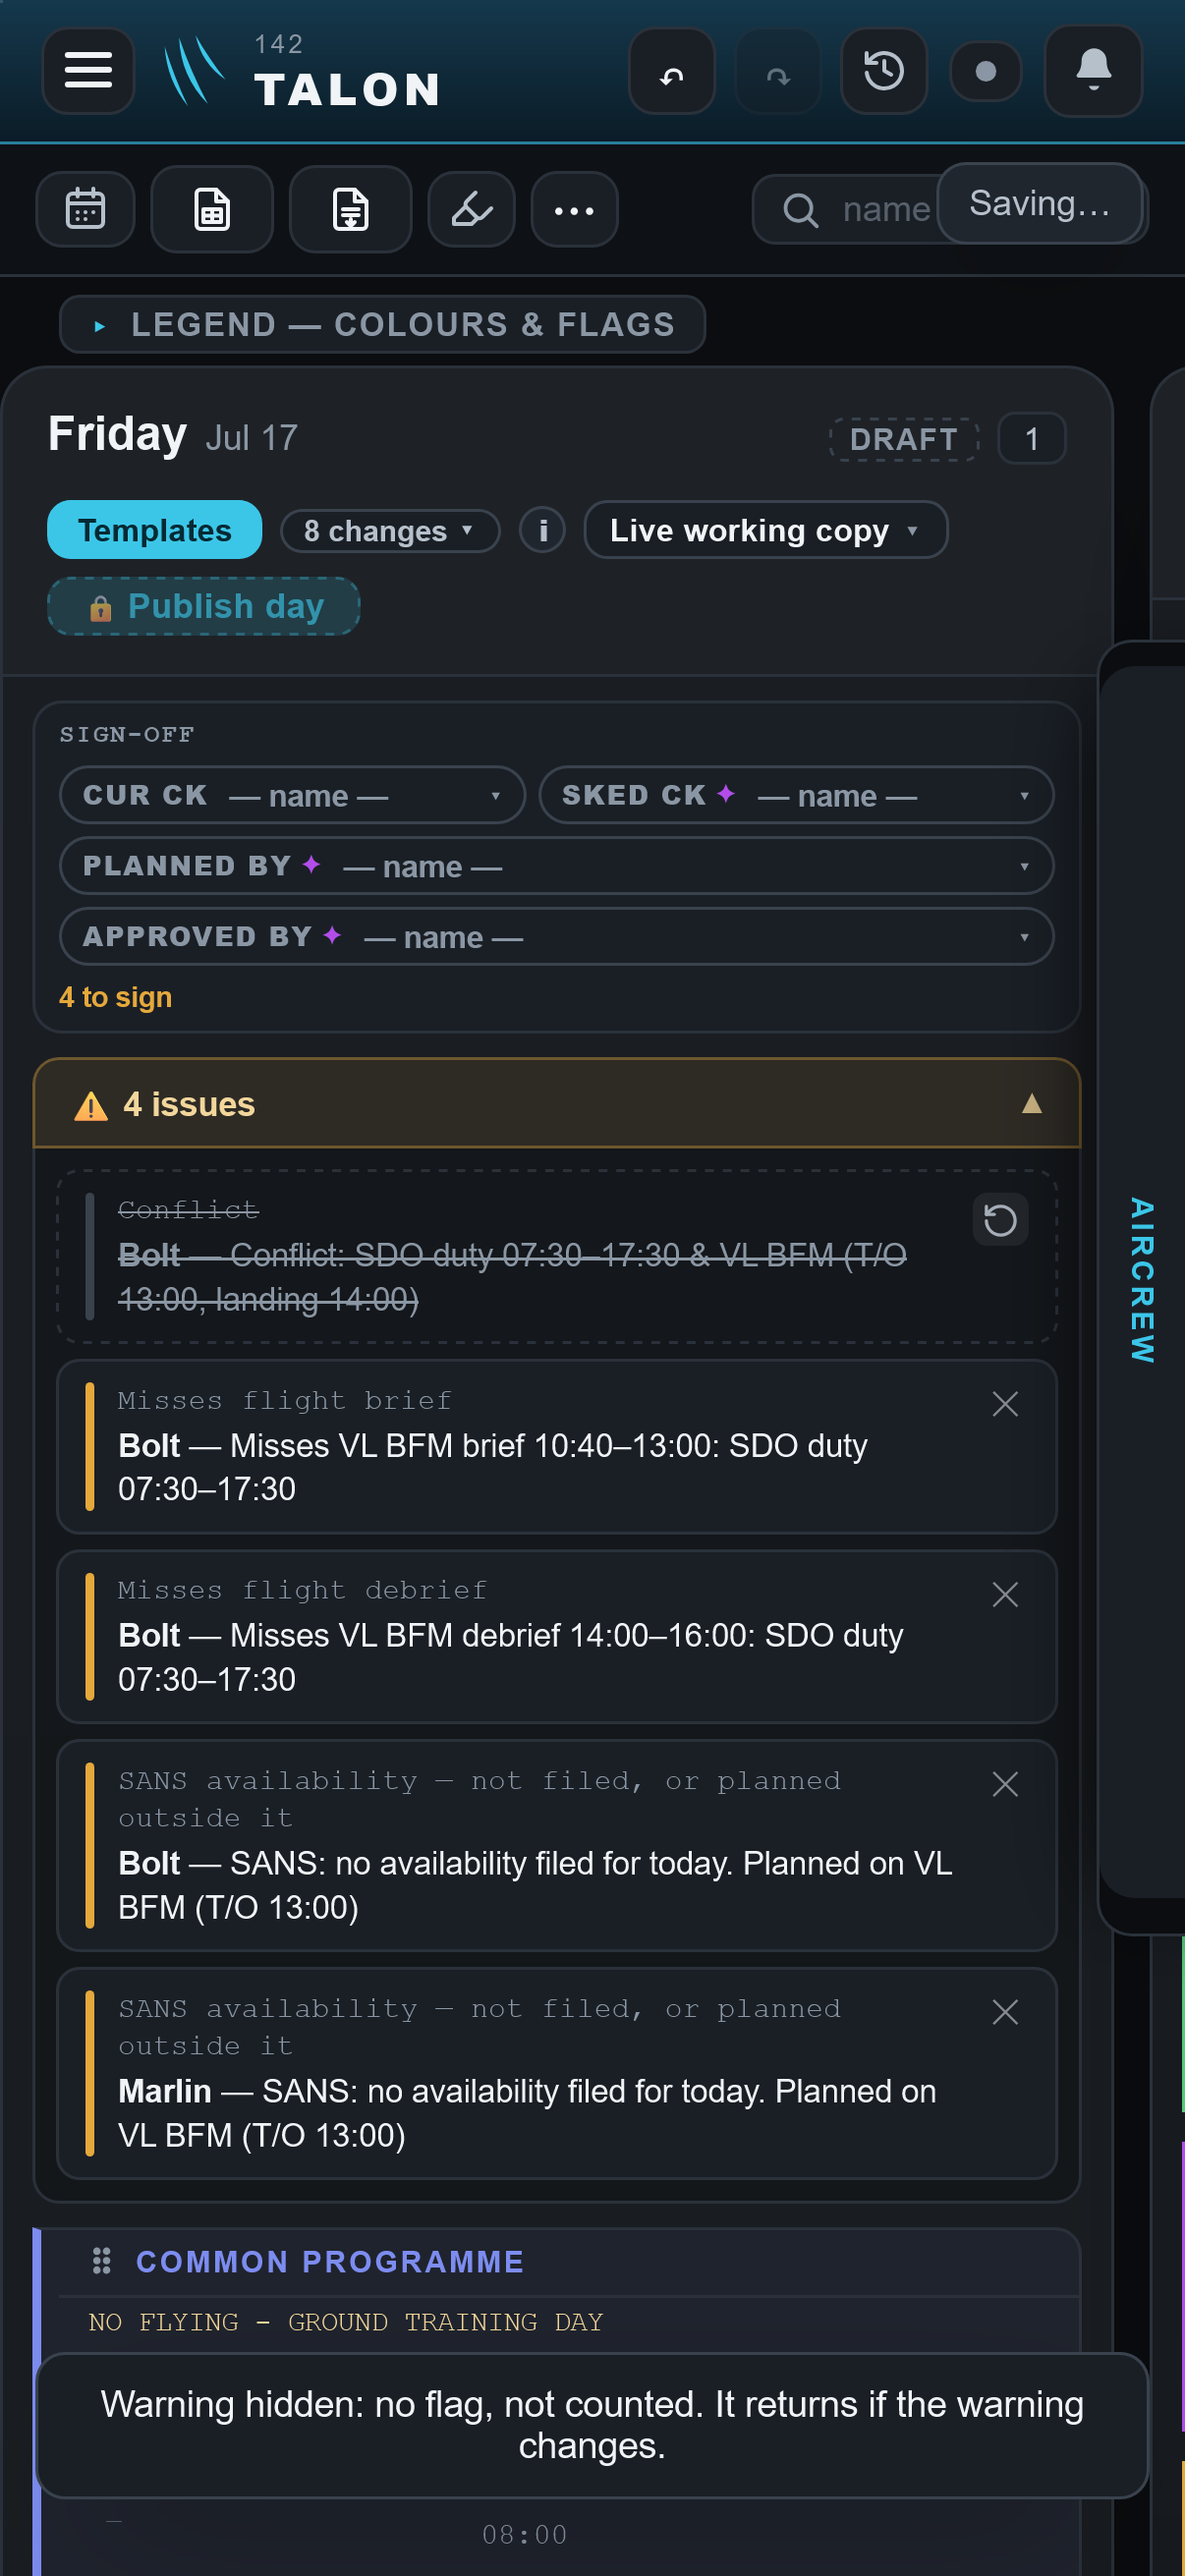 142
TALON
name
Saving…
LEGEND — COLOURS & FLAGS
Friday Jul 17
DRAFT 1
Templates 8 changes i Live working copy
Publish day
SIGN-OFF
CUR CK — name — SKED CK — name —
PLANNED BY — name —
APPROVED BY — name —
4 to sign
4 issues
Conflict
Bolt — Conflict: SDO duty 07:30–17:30 & VL BFM (T/O
13:00, landing 14:00)
Misses flight brief
Bolt — Misses VL BFM brief 10:40–13:00: SDO duty
07:30–17:30
Misses flight debrief
Bolt — Misses VL BFM debrief 14:00–16:00: SDO duty
07:30–17:30
SANS availability — not filed, or planned
outside it
Bolt — SANS: no availability filed for today. Planned on VL
BFM (T/O 13:00)
SANS availability — not filed, or planned
outside it
Marlin — SANS: no availability filed for today. Planned on
VL BFM (T/O 13:00)
AIRCREW
COMMON PROGRAMME
NO FLYING - GROUND TRAINING DAY
Warning hidden: no flag, not counted. It returns if the warning
changes.
08:00